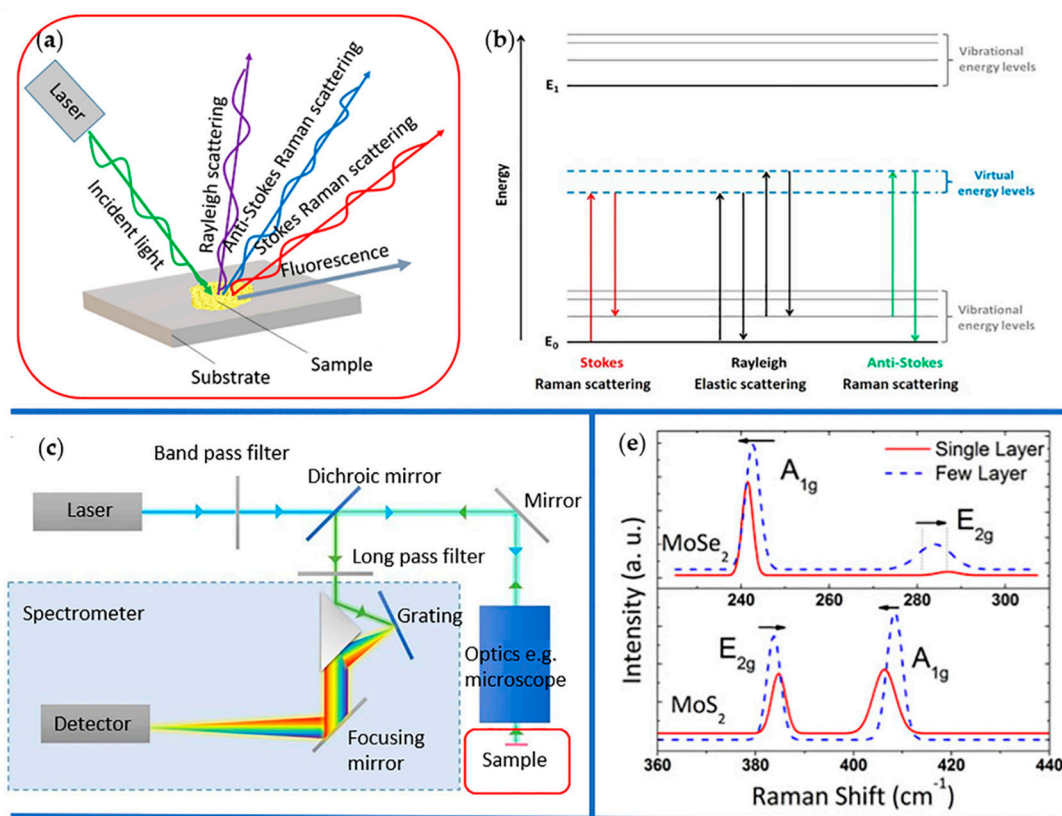 (a)
Laser
Incident light
Rayleigh scattering
Anti-Stokes Raman scattering
Stokes Raman scattering
Fluorescence
Sample
Substrate
(b)
Energy
E1
Vibrational
energy levels
Virtual
energy levels
Vibrational
energy levels
E0
Stokes
Raman scattering
Rayleigh
Elastic scattering
Anti-Stokes
Raman scattering
(c)
Band pass filter
Dichroic mirror
Mirror
Laser
Long pass filter
Spectrometer
Grating
Optics e.g.
microscope
Detector
Focusing
mirror
Sample
(e)
Single Layer
Few Layer
A1g
E2g
MoSe2
240 260 280 300
Intensity (a. u.)
E2g
A1g
MoS2
360 380 400 420 440
Raman Shift (cm-1)